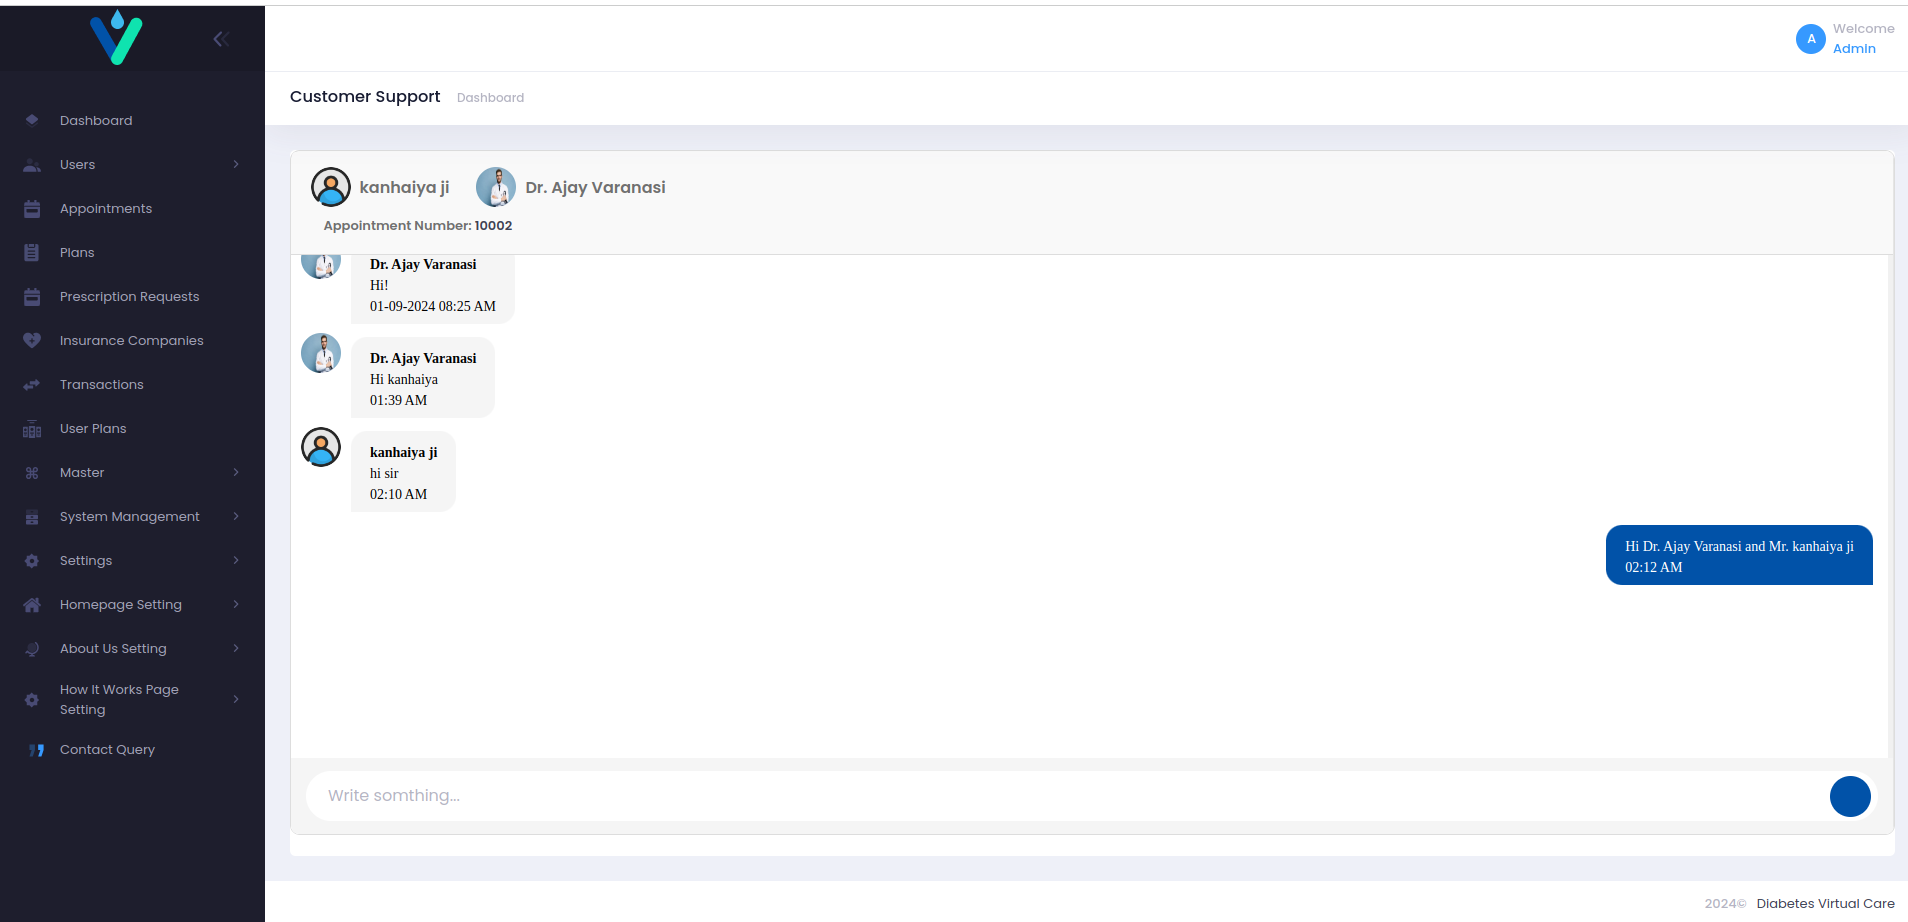 A
Welcome
Admin
Customer Support Dashboard
Dashboard
Users
Appointments
Plans
Prescription Requests
Insurance Companies
Transactions
User Plans
Master
System Management
Settings
Homepage Setting
About Us Setting
How It Works Page
Setting
Contact Query
kanhaiya ji Dr. Ajay Varanasi
Appointment Number: 10002
Dr. Ajay Varanasi
Hi!
01-09-2024 08:25 AM
Dr. Ajay Varanasi
Hi kanhaiya
01:39 AM
kanhaiya ji
hi sir
02:10 AM
Hi Dr. Ajay Varanasi and Mr. kanhaiya ji
02:12 AM
Write somthing...
2024© Diabetes Virtual Care